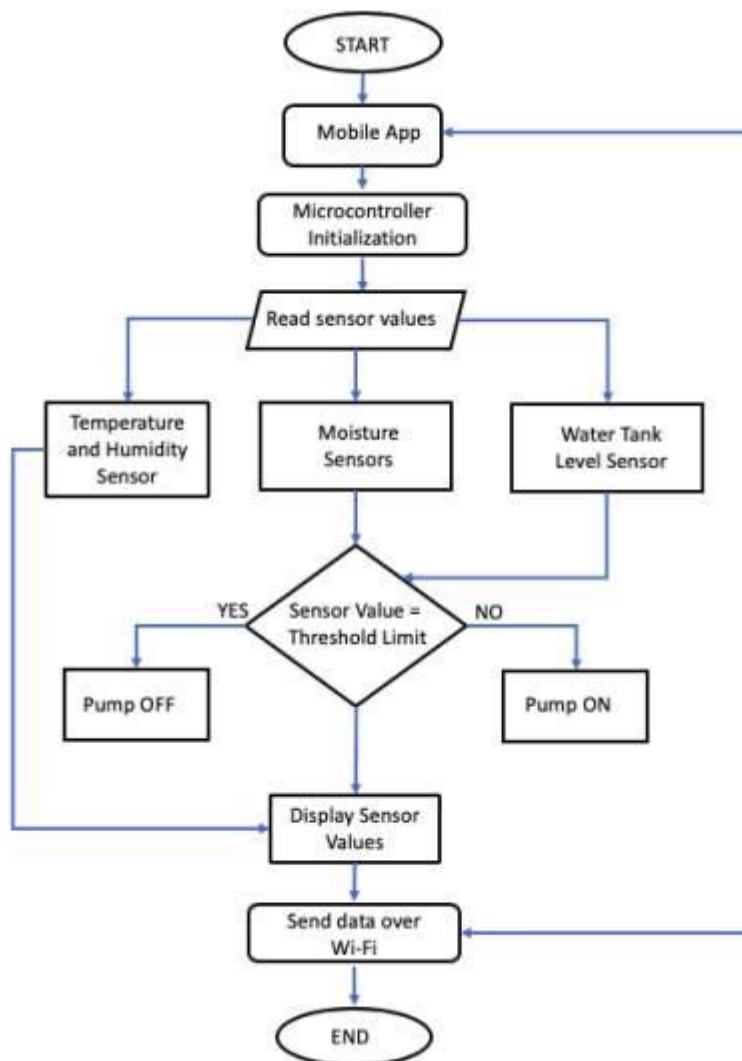 START
Mobile App
Microcontroller
Initialization
Read sensor values
Temperature
and Humidity
Sensor
Moisture
Sensors
Water Tank
Level Sensor
YES
Sensor Value =
Threshold Limit
NO
Pump OFF
Pump ON
Display Sensor
Values
Send data over
Wi-Fi
END